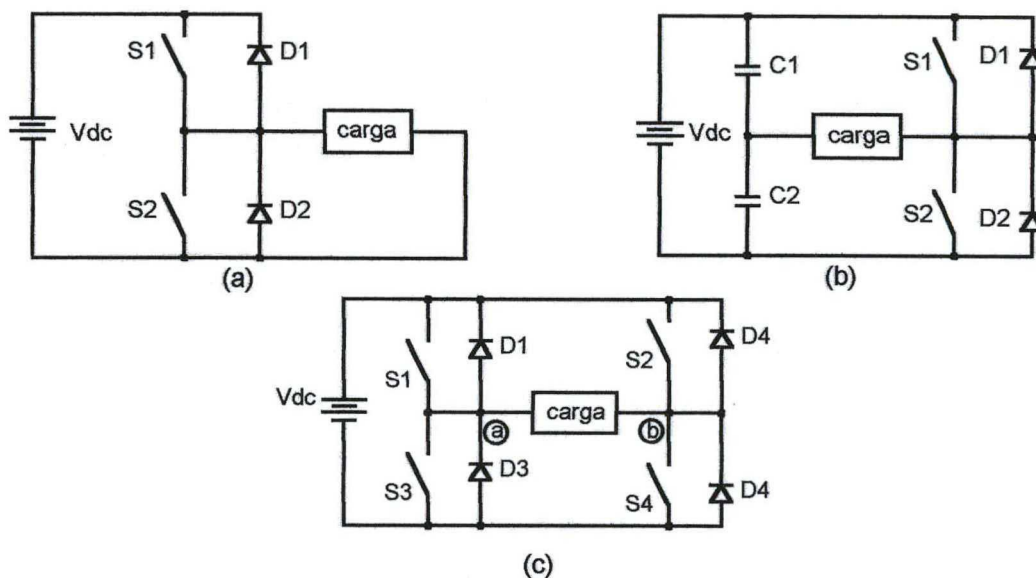 S1
D1
Vdc
carga
S2
D2
(a)
C1
S1
D1
Vdc
carga
C2
S2
D2
(b)
S1
D1
S2
D4
Vdc
carga
a
b
S3
D3
S4
D4
(c)